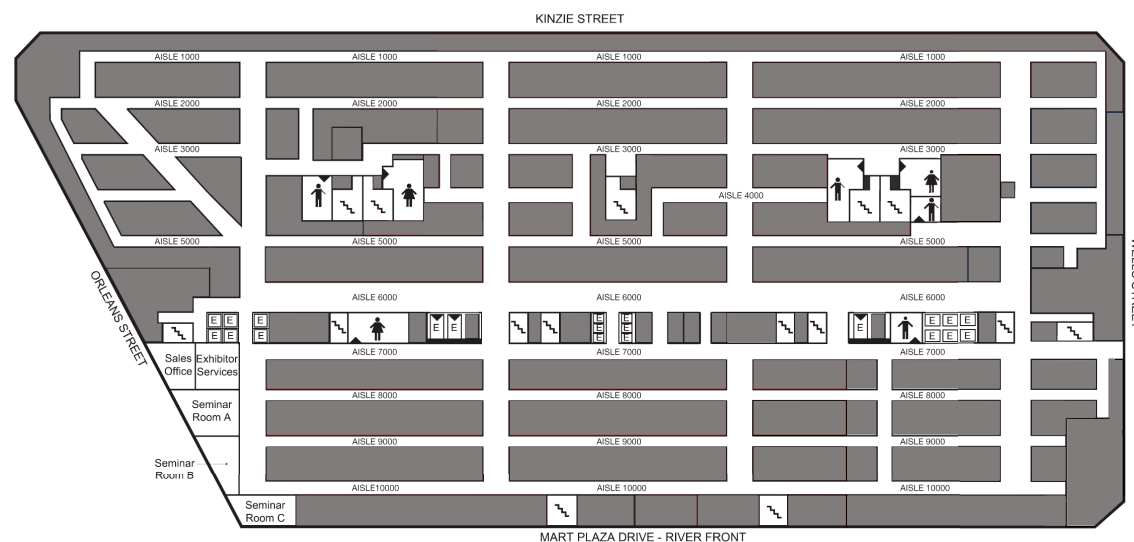 KINZIE STREET
AISLE 1000 AISLE 1000 AISLE 1000 AISLE 1000
AISLE 2000 AISLE 2000 AISLE 2000 AISLE 2000
AISLE 3000 AISLE 3000 AISLE 3000
AISLE 4000
AISLE 5000 AISLE 5000 AISLE 5000 AISLE 5000
ORLEANS STREET
AISLE 6000 AISLE 6000 AISLE 6000
E E E E E E E E E E E E
E E E E E E E
E E
AISLE 7000 AISLE 7000 AISLE 7000
Sales Office
Exhibitor Services
AISLE 8000 AISLE 8000 AISLE 8000
Seminar
Room A
AISLE 9000 AISLE 9000 AISLE 9000
Seminar
Room B
AISLE10000 AISLE 10000 AISLE 10000
Seminar
Room C
MART PLAZA DRIVE - RIVER FRONT